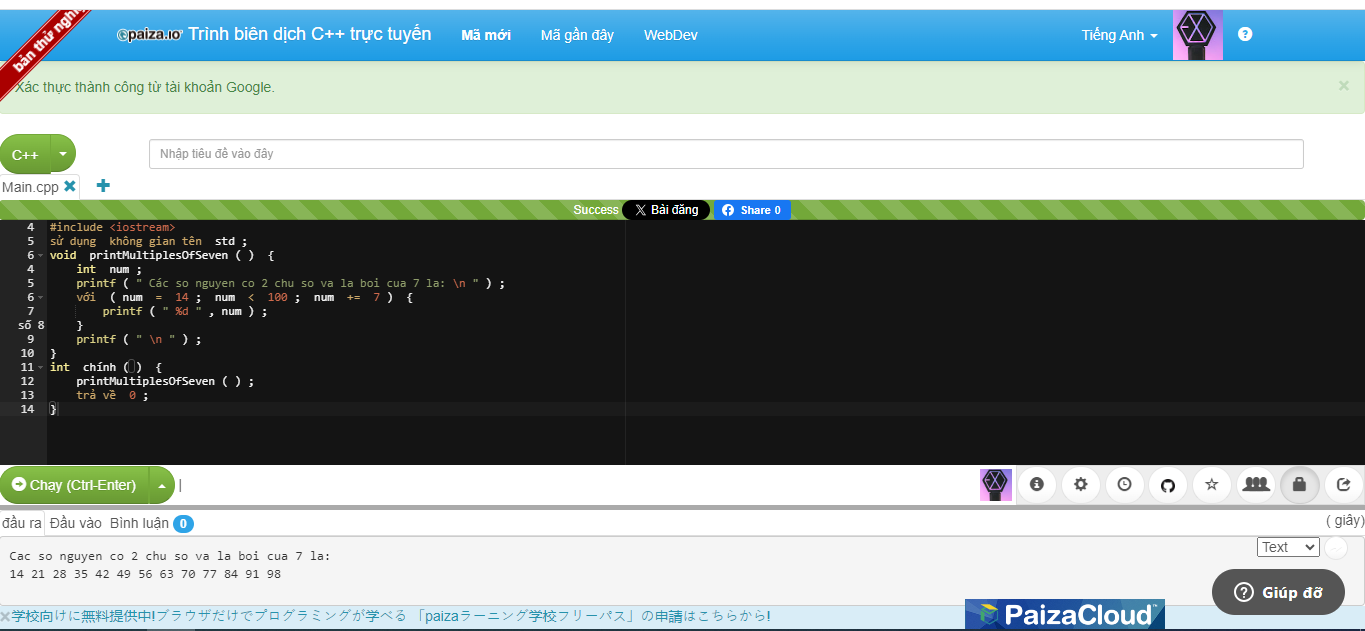 bản thử nghiệm
paiza.IO Trình biên dịch C++ trực tuyến Mã mới Mã gần đây WebDev Tiếng Anh
Xác thực thành công từ tài khoản Google. ×
C++ Nhập tiêu đề vào đây
Main.cpp
Success X Bài đăng Share 0
4 #include <iostream>
5 sử dụng không gian tên std ;
6 void printMultiplesOfSeven ( ) {
4 int num ;
5 printf ( " Các so nguyen co 2 chu so va la boi cua 7 la: \n " ) ;
6 với ( num = 14 ; num < 100 ; num += 7 ) {
7 printf ( " %d " , num ) ;
số 8 }
9 printf ( " \n " ) ;
10 }
11 int chính () {
12 printMultiplesOfSeven ( ) ;
13 trả về 0 ;
14 }
Chạy (Ctrl-Enter) |
đầu ra Đầu vào Bình luận 0 ( giây)
Text
Cac so nguyen co 2 chu so va la boi cua 7 la:
14 21 28 35 42 49 56 63 70 77 84 91 98
Giúp đỡ
×学校向けに無料提供中!ブラウザだけでプログラミングが学べる 「paizaラーニング学校フリーパス」の申請はこちらから!
PaizaCloud